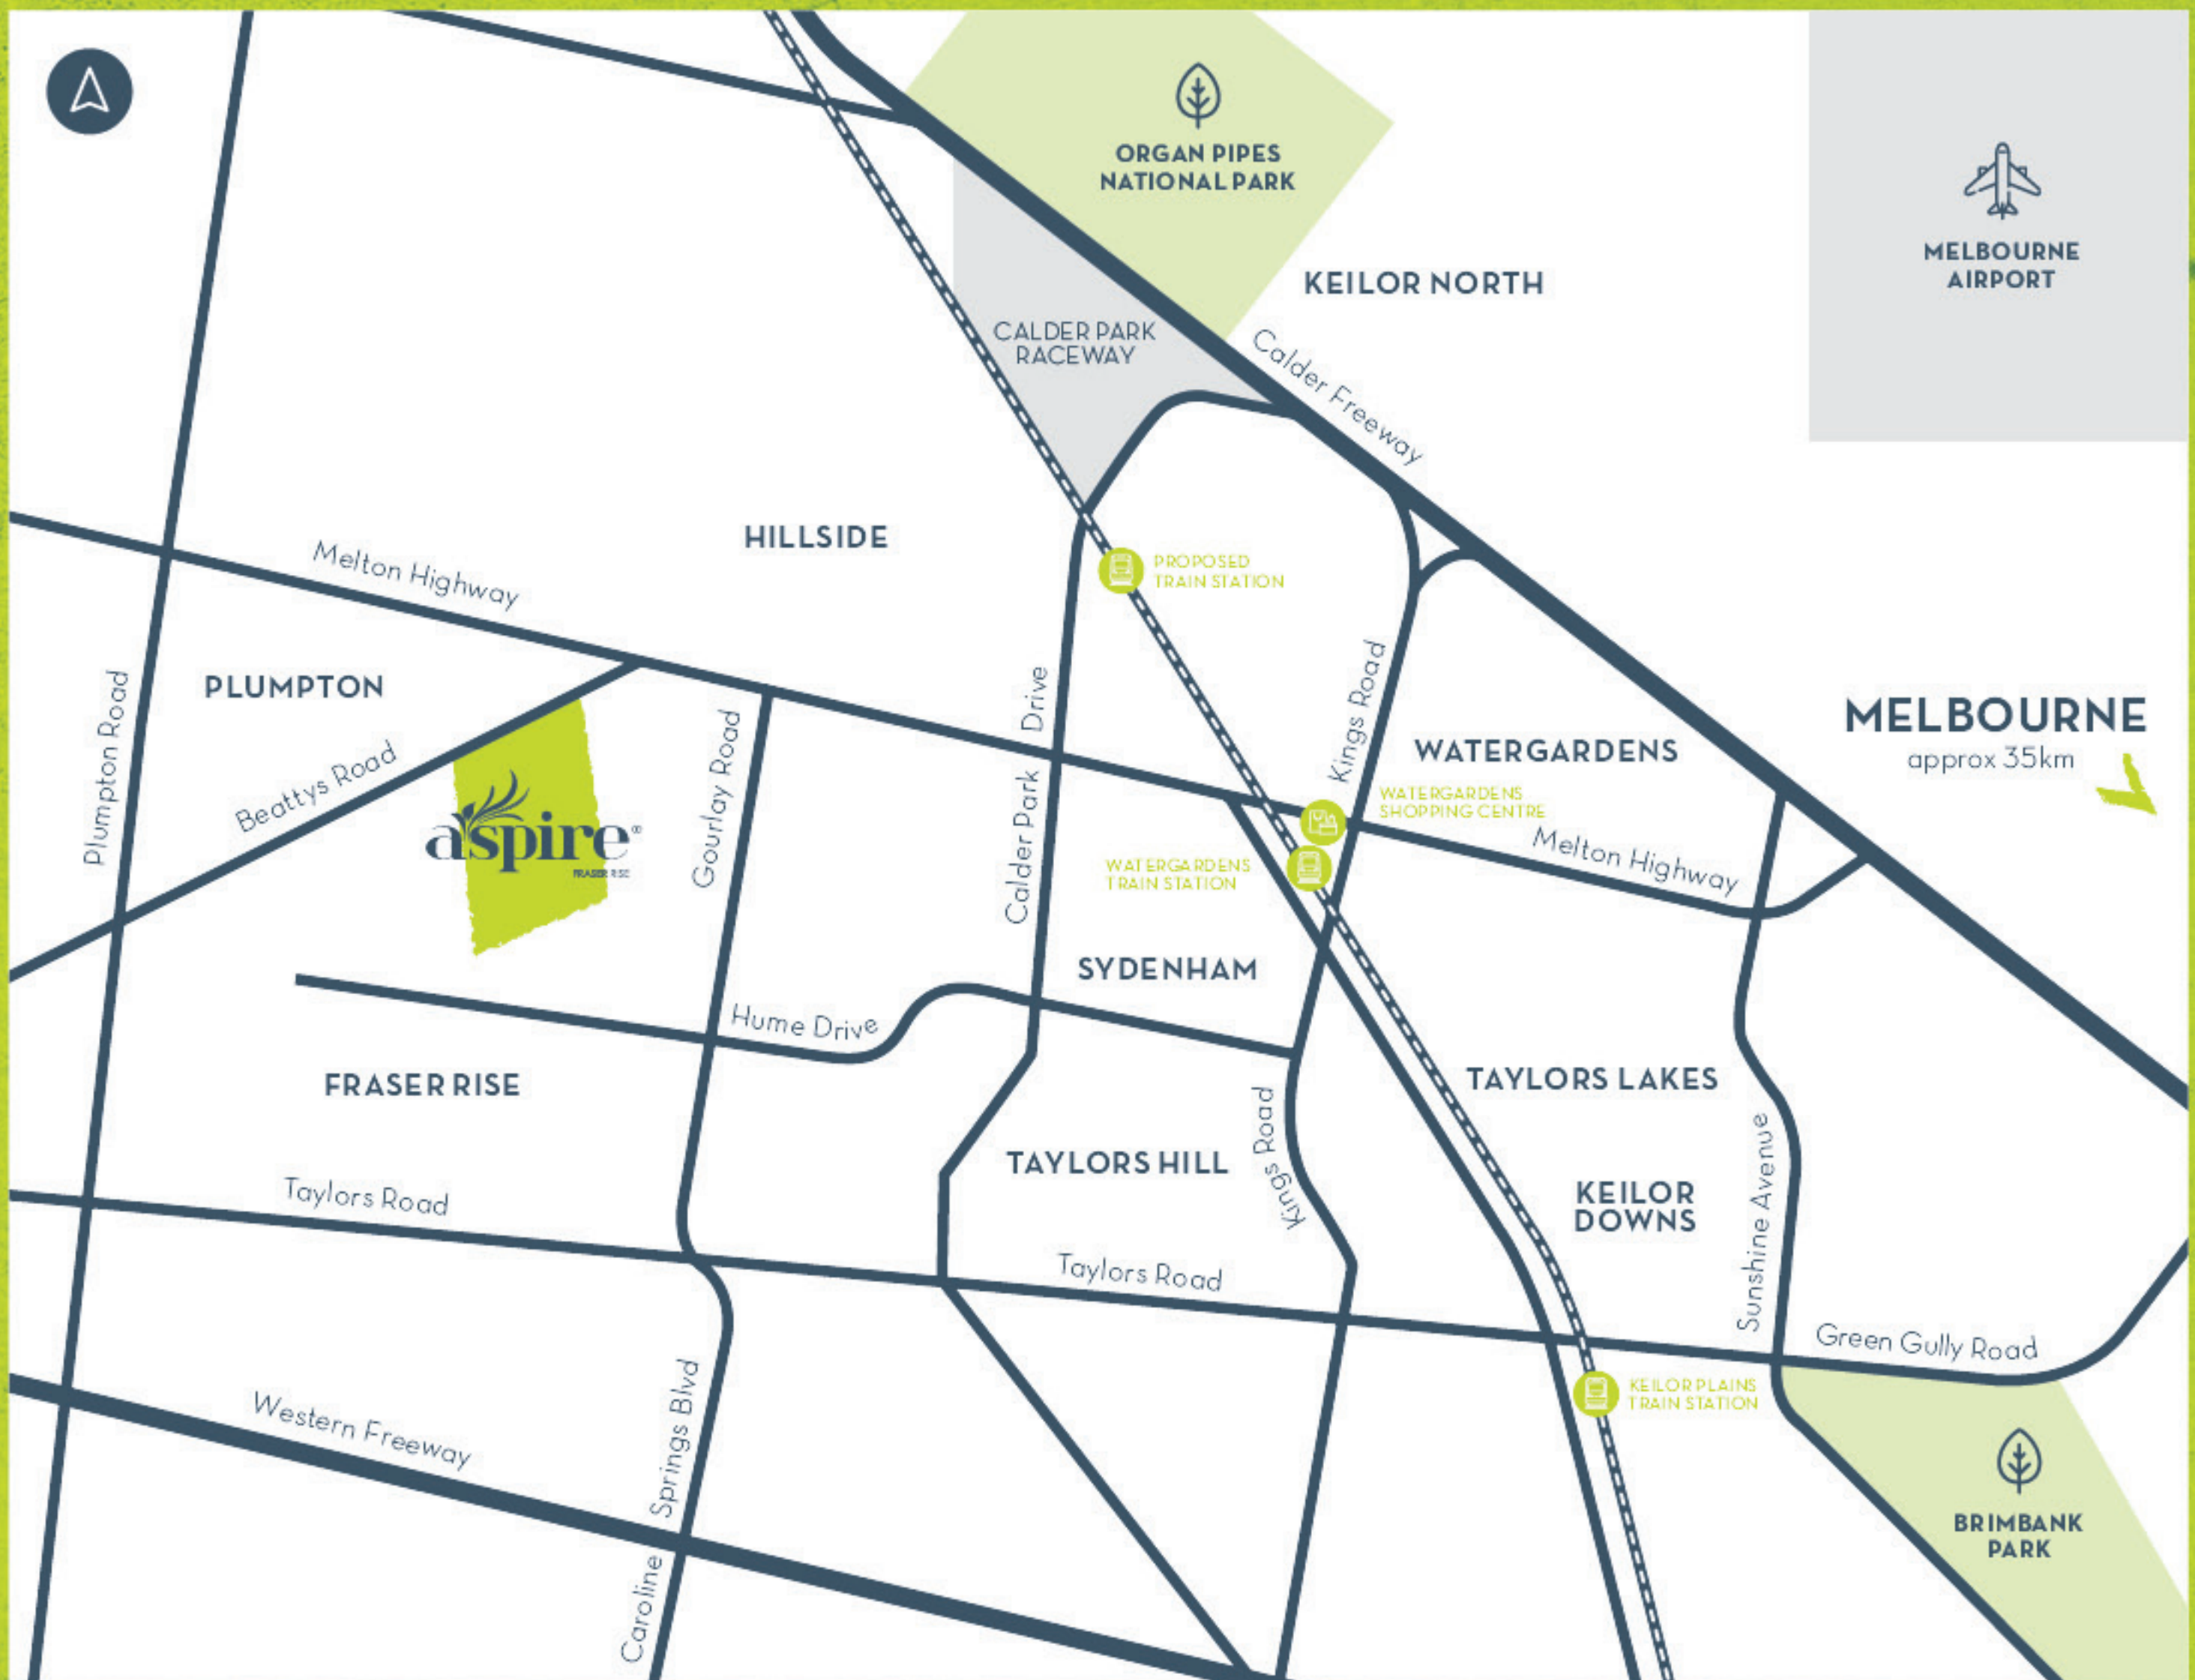 ORGAN PIPES
NATIONAL PARK
MELBOURNE
AIRPORT
KEILOR NORTH
CALDER PARK
RACEWAY
Calder Freeway
HILLSIDE
Melton Highway
PROPOSED
TRAIN STATION
PLUMPTON
Plumpton Road
Beattys Road
aspire®
FRASER RISE
Gourlay Road
Calder Park Drive
Kings Road
WATERGARDENS
MELBOURNE
approx 35km
WATERGARDENS
SHOPPING CENTRE
Melton Highway
WATERGARDENS
TRAIN STATION
SYDENHAM
Hume Drive
FRASER RISE
TAYLORS LAKES
TAYLORS HILL
Kings Road
KEILOR
DOWNS
Sunshine Avenue
Taylors Road
Taylors Road
Green Gully Road
KEILOR PLAINS
TRAIN STATION
Western Freeway
Caroline Springs Blvd
BRIMBANK
PARK